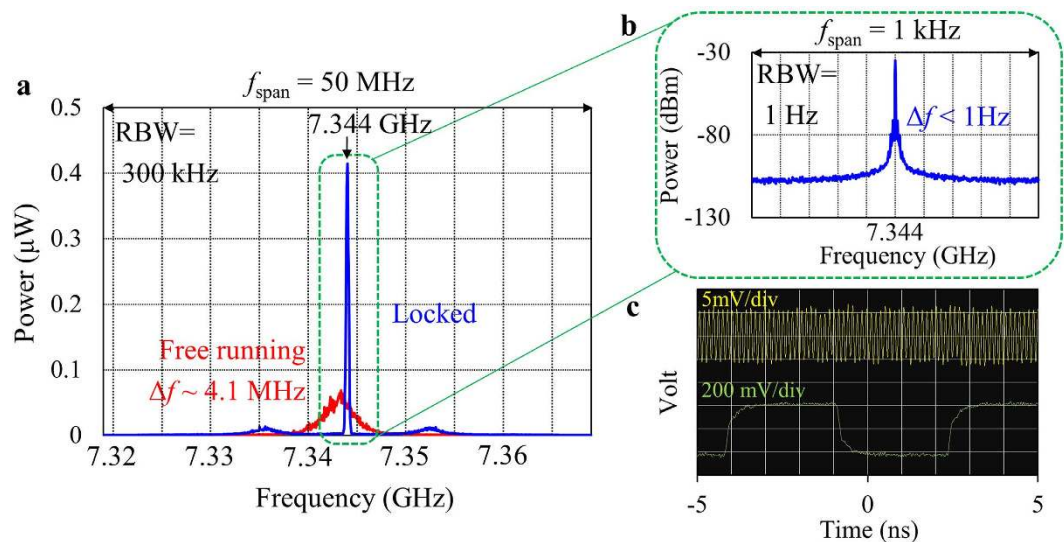 a
f span = 50 MHz
0.5
0.4
0.3
0.2
0.1
0
Power (μW)
RBW=
300 kHz
7.344 GHz
Locked
Free running
Δf ~ 4.1 MHz
7.32
7.33
7.34
7.35
7.36
Frequency (GHz)
b
f span = 1 kHz
-30
-80
-130
Power (dBm)
RBW=
1 Hz
Δf < 1Hz
7.344
Frequency (GHz)
c
5mV/div
200 mV/div
Volt
-5
0
5
Time (ns)